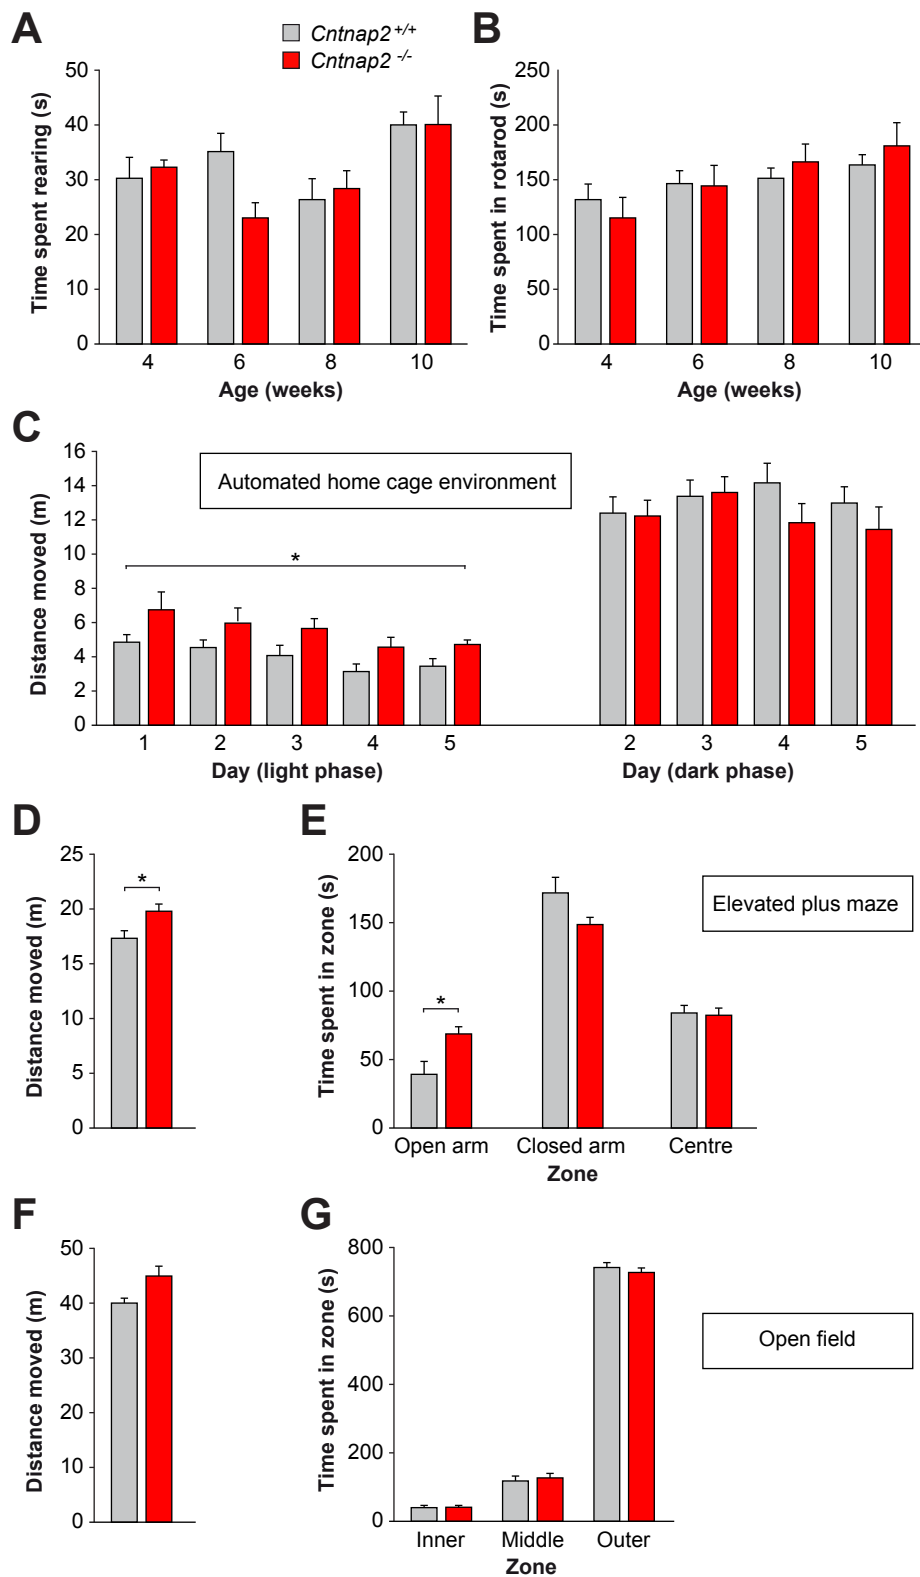 A
Cntnap2 +/+
Cntnap2 -/-
B
Time spent rearing (s)
50
40
30
20
10
0
4 6 8 10
Age (weeks)
Time spent in rotarod (s)
250
200
150
100
50
0
4 6 8 10
Age (weeks)
C
Automated home cage environment
Distance moved (m)
16
14
12
10
8
6
4
2
0
*
1 2 3 4 5
Day (light phase)
2 3 4 5
Day (dark phase)
D
Distance moved (m)
25
20
15
10
5
0
*
E
Time spent in zone (s)
200
150
100
50
0
*
Open arm Closed arm Centre
Zone
Elevated plus maze
F
Distance moved (m)
50
40
30
20
10
0
G
Time spent in zone (s)
800
600
400
200
0
Inner Middle Outer
Zone
Open field